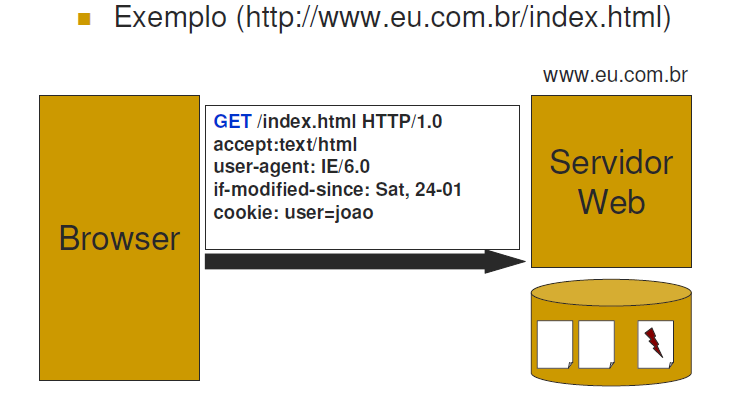 Exemplo (http://www.eu.com.br/index.html)
www.eu.com.br
GET /index.html HTTP/1.0
accept:text/html
user-agent: IE/6.0
if-modified-since: Sat, 24-01
cookie: user=joao
Browser
Servidor
Web